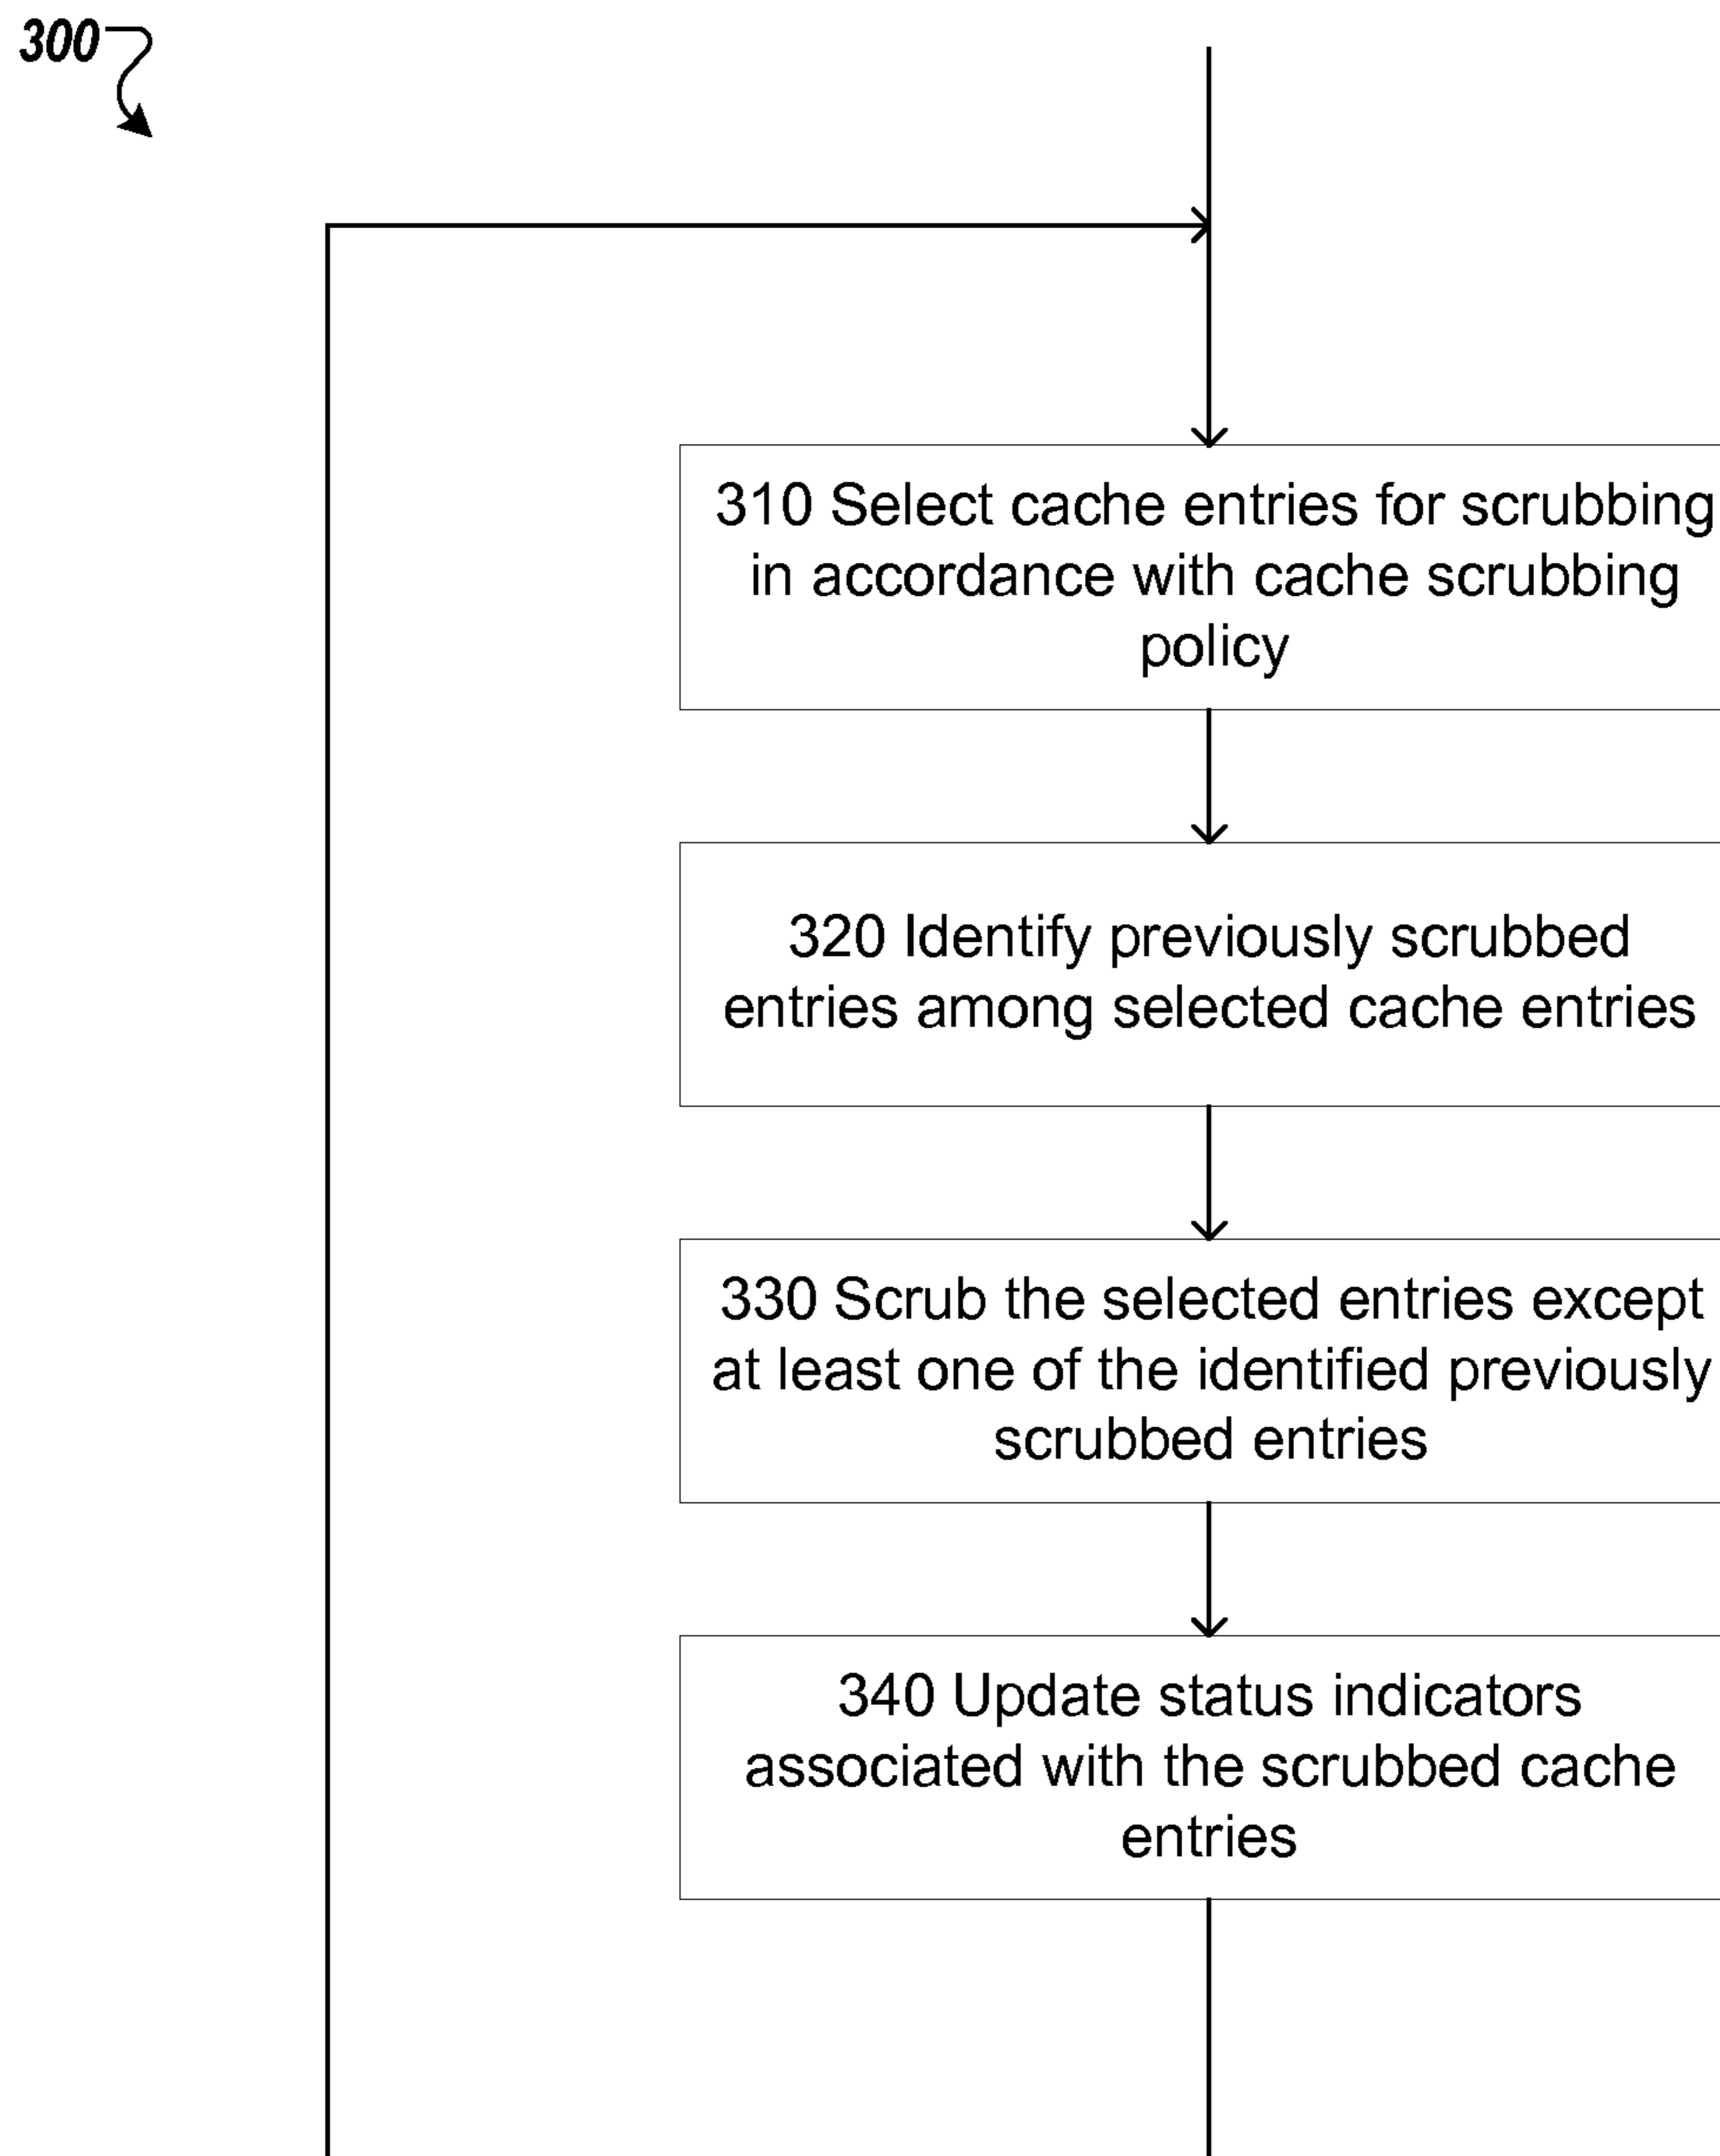 300
310 Select cache entries for scrubbing
in accordance with cache scrubbing
policy
320 Identify previously scrubbed
entries among selected cache entries
330 Scrub the selected entries except
at least one of the identified previously
scrubbed entries
340 Update status indicators
associated with the scrubbed cache
entries